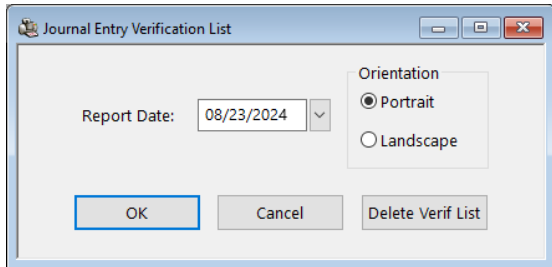 Journal Entry Verification List
Orientation
Portrait
Report Date: 08/23/2024
Landscape
OK Cancel Delete Verif List